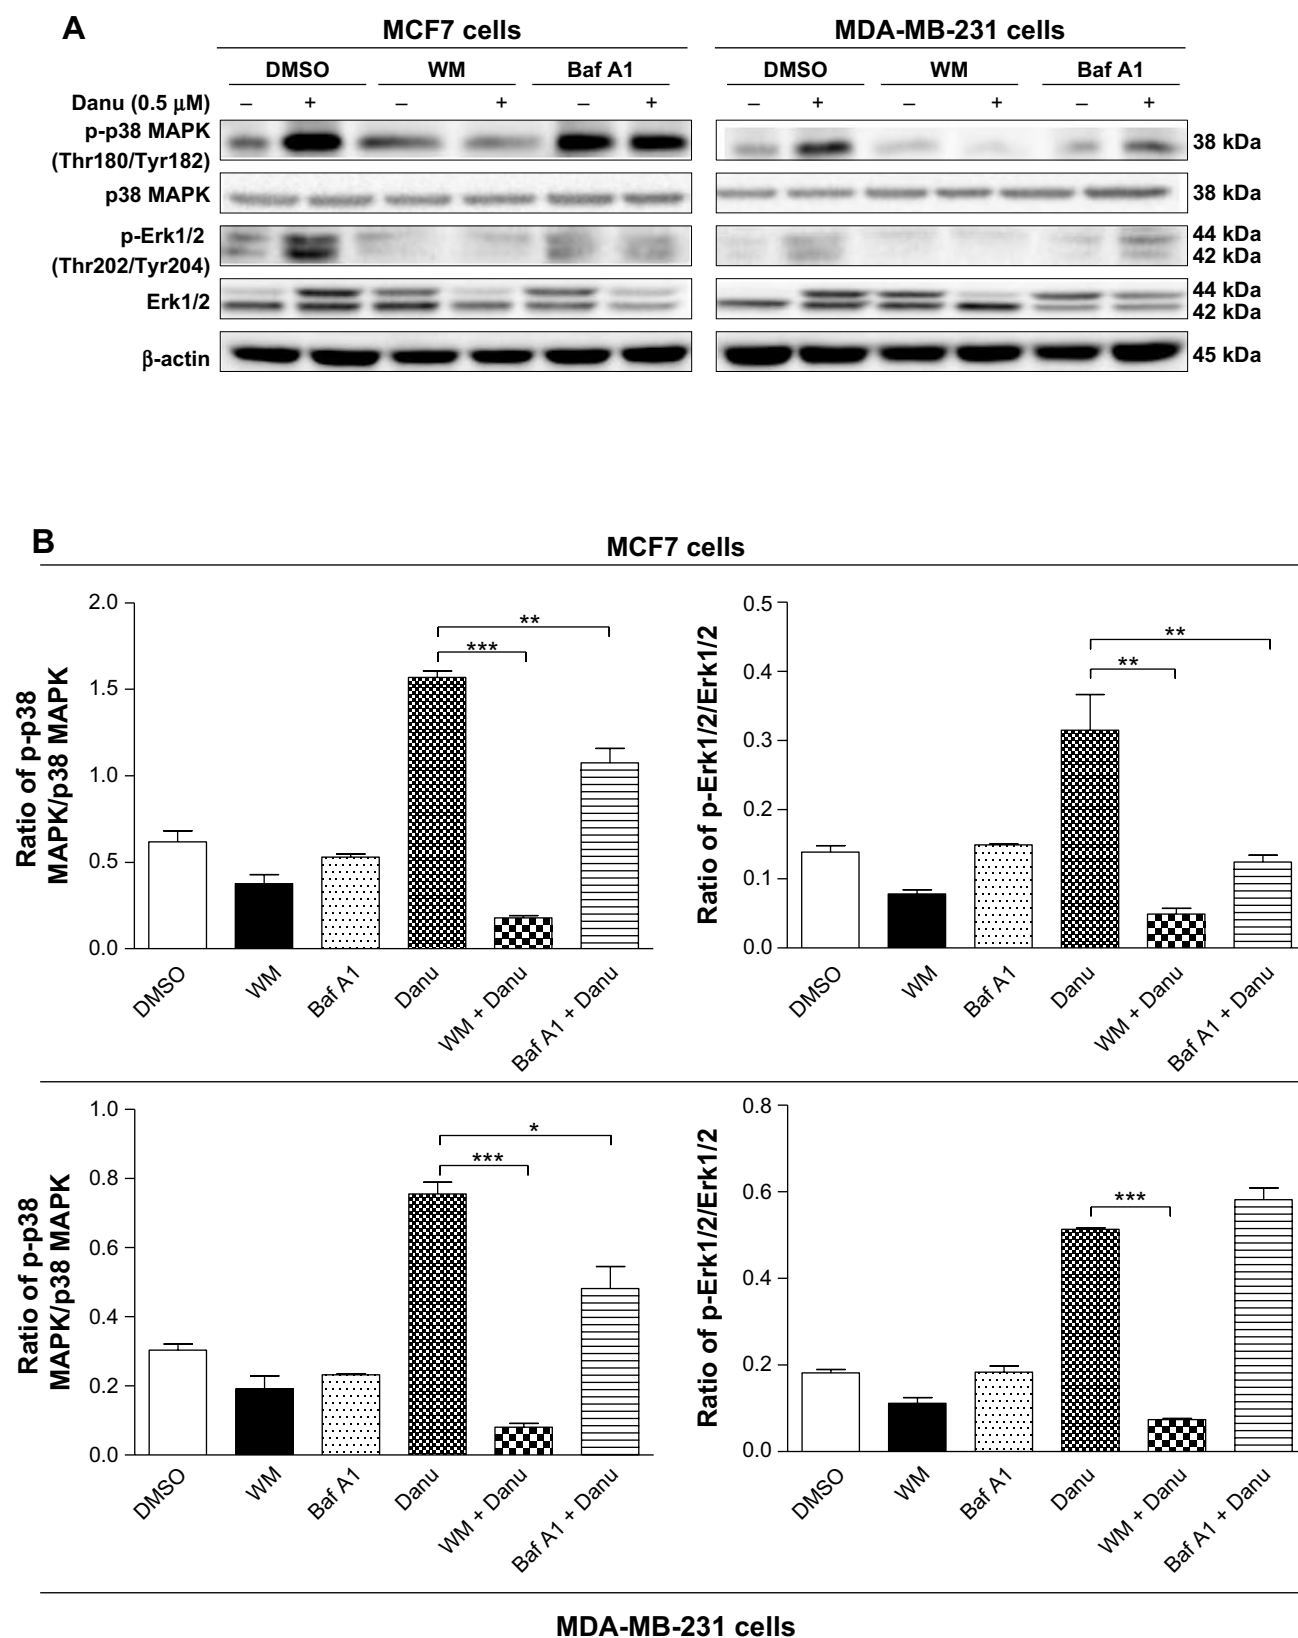 A
MCF7 cells MDA-MB-231 cells
DMSO WM Baf A1 DMSO WM Baf A1
Danu (0.5 µM) – + – + – + – + – + – +
p-p38 MAPK
(Thr180/Tyr182) 38 kDa
p38 MAPK 38 kDa
p-Erk1/2 44 kDa
(Thr202/Tyr204) 42 kDa
Erk1/2 44 kDa
42 kDa
β-actin 45 kDa
B
MCF7 cells
Ratio of p-p38
MAPK/p38 MAPK
2.0
1.5
1.0
0.5
0.0
**
***
DMSO
WM
Baf A1
Danu
WM + Danu
Baf A1 + Danu
Ratio of p-Erk1/2/Erk1/2
0.5
0.4
0.3
0.2
0.1
0.0
**
**
DMSO
WM
Baf A1
Danu
WM + Danu
Baf A1 + Danu
Ratio of p-p38
MAPK/p38 MAPK
1.0
0.8
0.6
0.4
0.2
0.0
*
***
DMSO
WM
Baf A1
Danu
WM + Danu
Baf A1 + Danu
Ratio of p-Erk1/2/Erk1/2
0.8
0.6
0.4
0.2
0.0
***
DMSO
WM
Baf A1
Danu
WM + Danu
Baf A1 + Danu
MDA-MB-231 cells